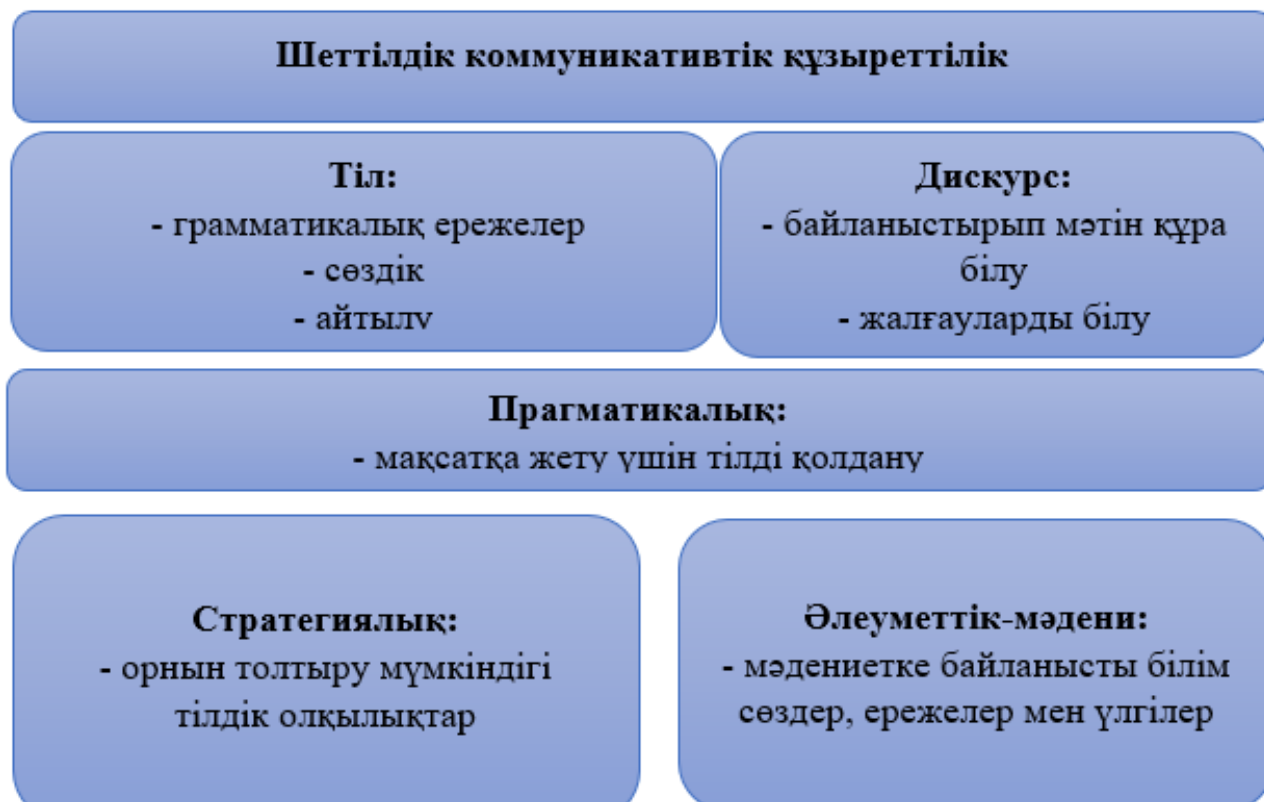 Шеттілдік коммуникативтік құзыреттілік
Тіл:
- грамматикалық ережелер
- сөздік
- айтылу
Дискурс:
- байланыстырып мәтін құра
білу
- жалғауларды білу
Прагматикалық:
- мақсатқа жету үшін тілді қолдану
Стратегиялық:
- орнын толтыру мүмкіндігі
тілдік олқылықтар
Әлеуметтік-мәдени:
- мәдениетке байланысты білім
сөздер, ережелер мен үлгілер